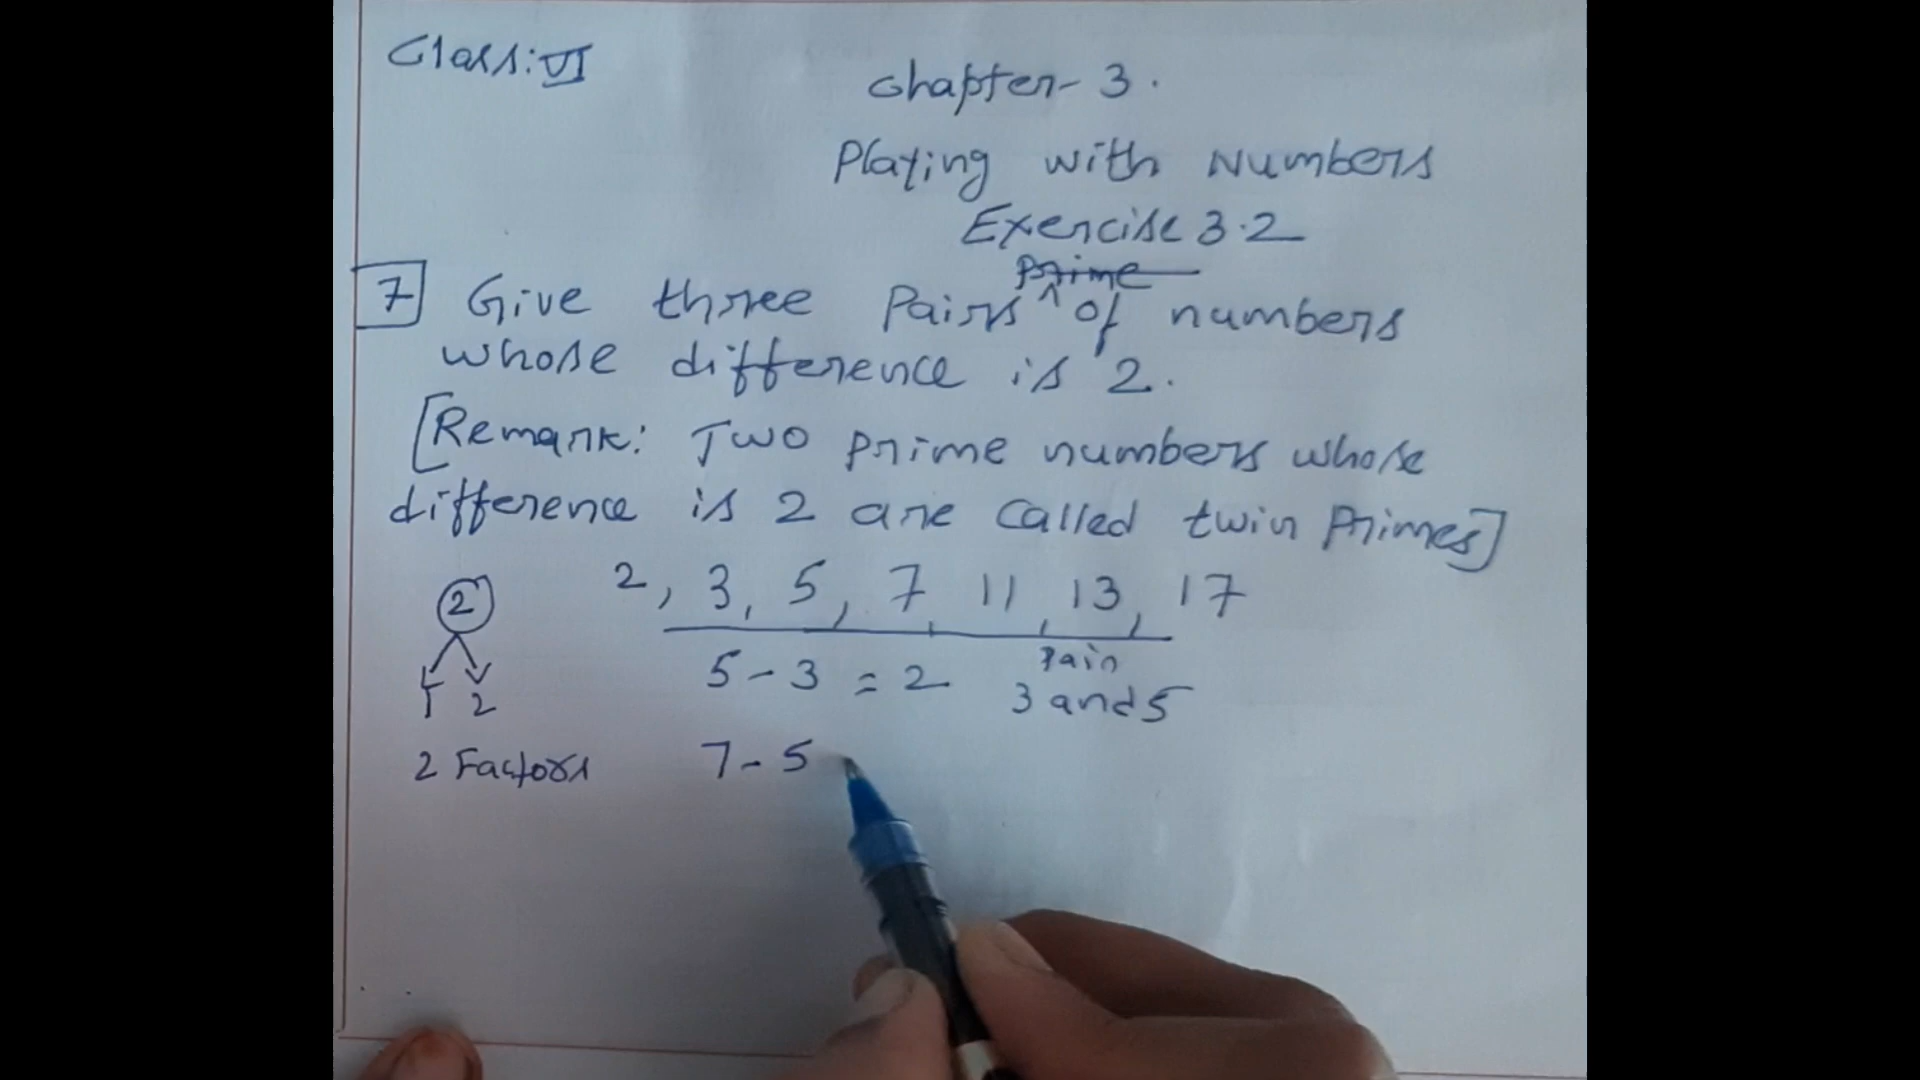 Class: VI
Chapter- 3.
Playing with Numbers
Exercise 3.2
Prime
7 Give three Pairs ^ of numbers
whose difference is 2.
[Remark: Two prime numbers whose
difference is 2 are called twin Primes]
2, 3, 5, 7, 11, 13, 17
2
1 2
2 Factors
5 - 3 = 2
Pair
3 and 5
7 - 5